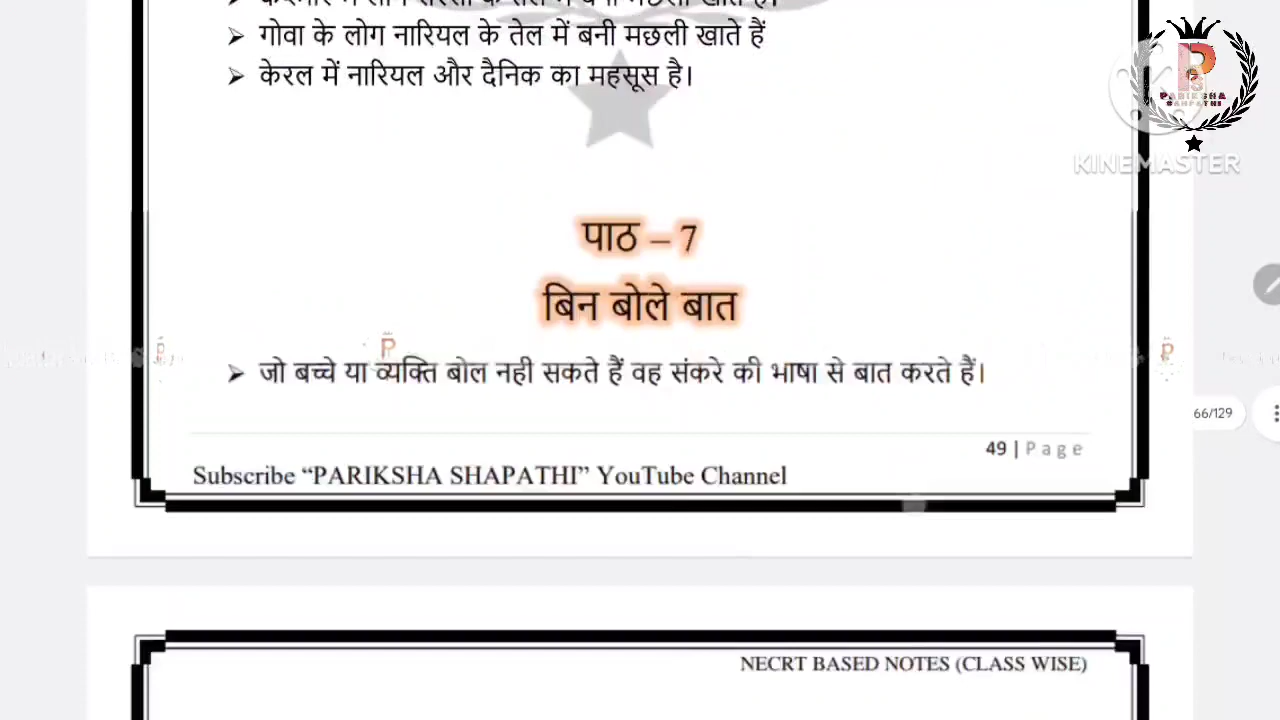 गोवा के लोग नारियल के तेल में बनी मछली खाते हैं
केरल में नारियल और दैनिक का महसूस है।
PARIKSHA
KINEMASTER
पाठ – 7
बिन बोले बात
जो बच्चे या व्यक्ति बोल नही सकते हैं वह संकरे की भाषा से बात करते हैं।
66/129
49 | Page
Subscribe “PARIKSHA SHAPATHI” YouTube Channel
NECRT BASED NOTES (CLASS WISE)